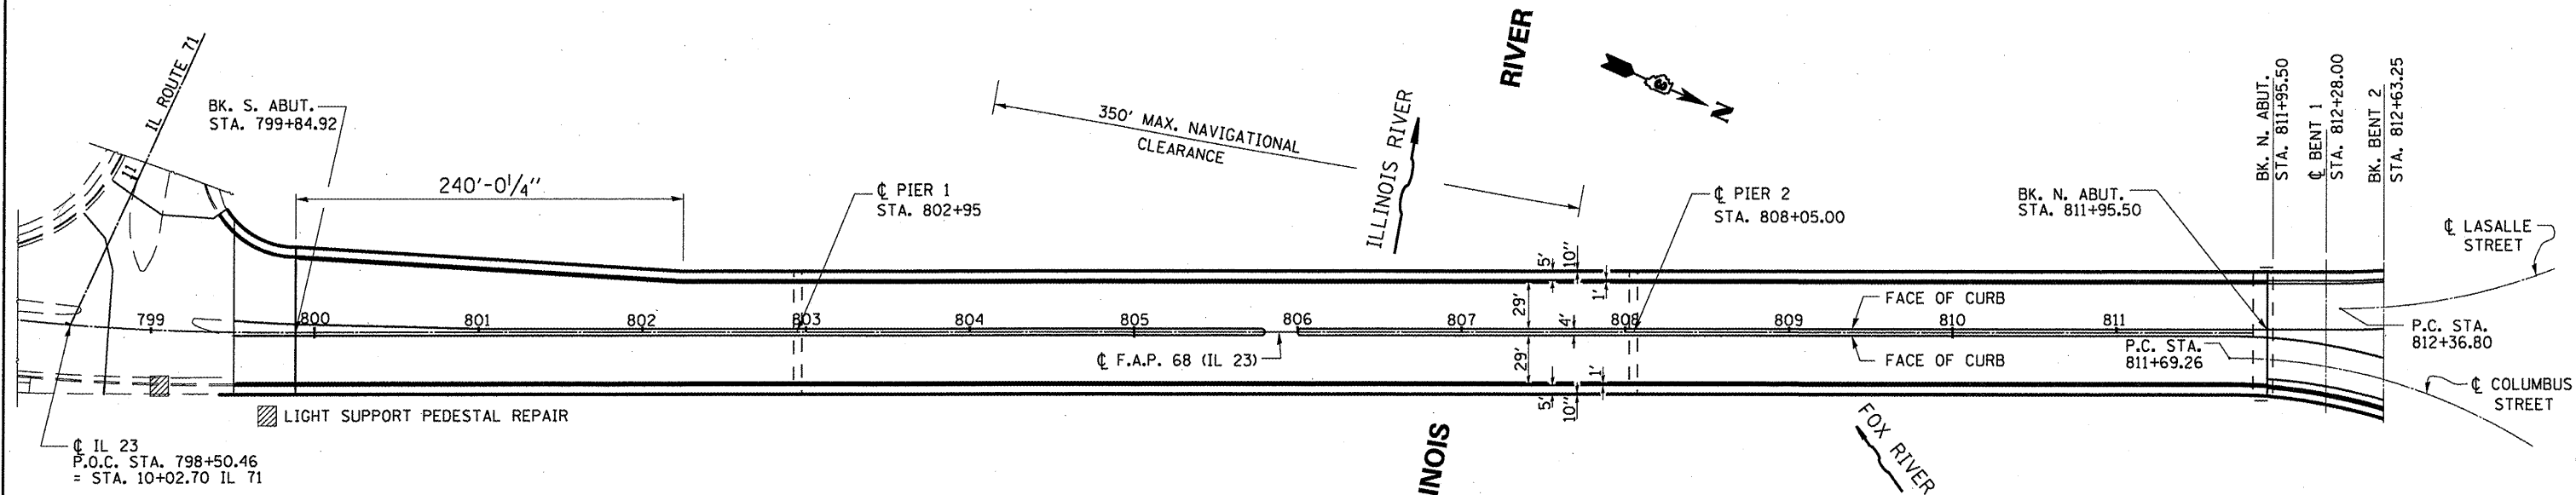 RIVER
IL ROUTE 71
11
BK. S. ABUT.
STA. 799+84.92
240'-0¼"
350' MAX. NAVIGATIONAL
CLEARANCE
ILLINOIS RIVER
N
℄ PIER 1
STA. 802+95
℄ PIER 2
STA. 808+05.00
BK. N. ABUT.
STA. 811+95.50
BK. N. ABUT.
STA. 811+95.50
℄ BENT 1
STA. 812+28.00
BK. BENT 2
STA. 812+63.25
℄ LASALLE
STREET
5'
10"
1'
29'
4'
29'
FACE OF CURB
FACE OF CURB
799
800
801
802
803
804
805
806
807
808
809
810
811
℄ F.A.P. 68 (IL 23)
P.C. STA.
812+36.80
P.C. STA.
811+69.26
5'
10"
1'
℄ COLUMBUS
STREET
LIGHT SUPPORT PEDESTAL REPAIR
℄ IL 23
P.O.C. STA. 798+50.46
= STA. 10+02.70 IL 71
INOIS
FOX RIVER